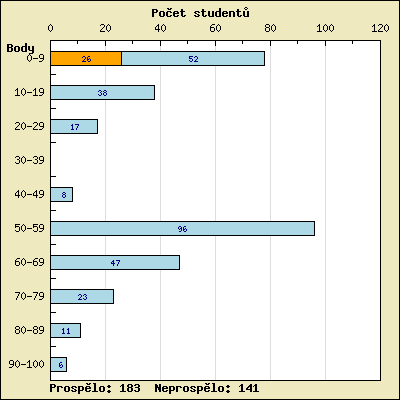 Počet studentů
0 20 40 60 80 100 120
Body
0-9 26 52
10-19 38
20-29 17
30-39
40-49 8
50-59 96
60-69 47
70-79 23
80-89 11
90-100 6
Prospělo: 183 Neprospělo: 141